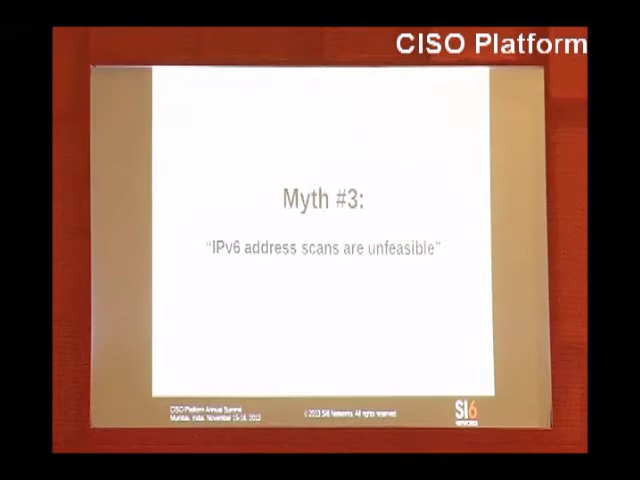 CISO Platform
Myth #3:
“IPv6 address scans are unfeasible”
CISO Platform Annual Summit
Mumbai, India. November 15-16, 2013
© 2013 SI6 Networks. All rights reserved
SI6
NETWORKS